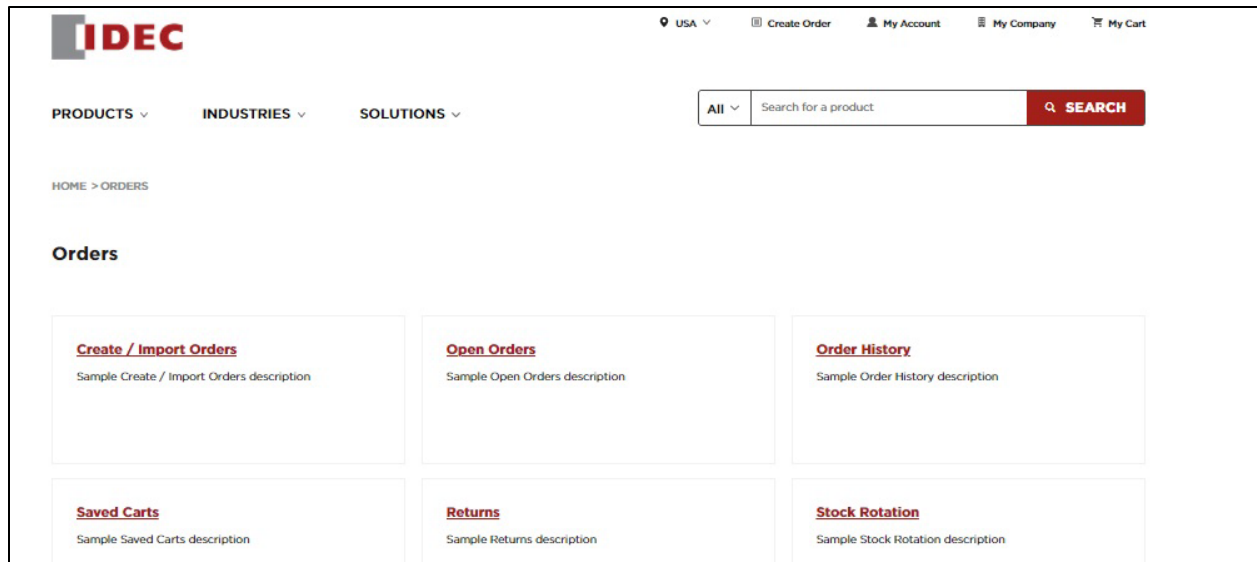 IDEC
USA Create Order My Account My Company My Cart
PRODUCTS INDUSTRIES SOLUTIONS
All Search for a product SEARCH
HOME > ORDERS
Orders
Create / Import Orders Open Orders Order History
Sample Create / Import Orders description Sample Open Orders description Sample Order History description
Saved Carts Returns Stock Rotation
Sample Saved Carts description Sample Returns description Sample Stock Rotation description